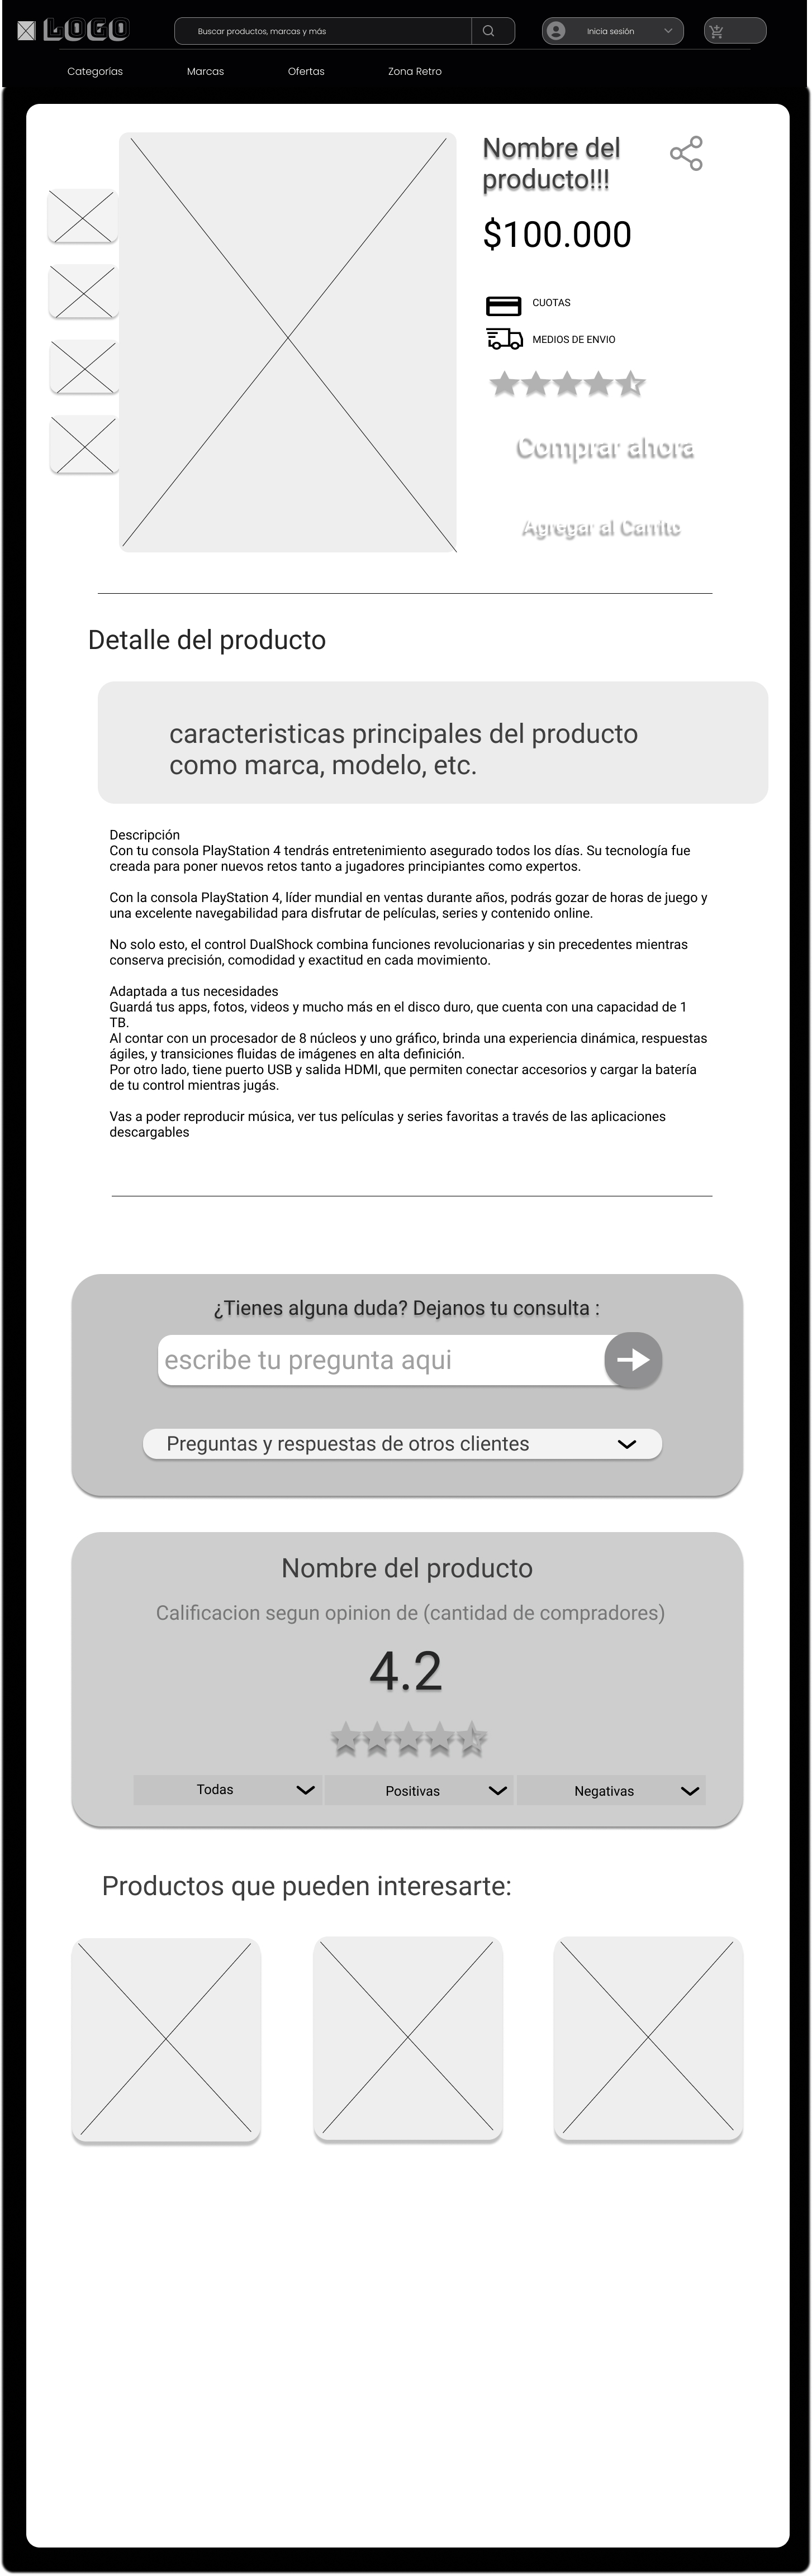 LOGO
Buscar productos, marcas y más
Inicia sesión
Categorías
Marcas
Ofertas
Zona Retro
Nombre del
producto!!!
$100.000
CUOTAS
MEDIOS DE ENVIO
Comprar ahora
Agregar al Carrito
Detalle del producto
caracteristicas principales del producto
como marca, modelo, etc.
Descripción
Con tu consola PlayStation 4 tendrás entretenimiento asegurado todos los días. Su tecnología fue
creada para poner nuevos retos tanto a jugadores principiantes como expertos.
Con la consola PlayStation 4, líder mundial en ventas durante años, podrás gozar de horas de juego y
una excelente navegabilidad para disfrutar de películas, series y contenido online.
No solo esto, el control DualShock combina funciones revolucionarias y sin precedentes mientras
conserva precisión, comodidad y exactitud en cada movimiento.
Adaptada a tus necesidades
Guardá tus apps, fotos, videos y mucho más en el disco duro, que cuenta con una capacidad de 1
TB.
Al contar con un procesador de 8 núcleos y uno gráfico, brinda una experiencia dinámica, respuestas
ágiles, y transiciones fluidas de imágenes en alta definición.
Por otro lado, tiene puerto USB y salida HDMI, que permiten conectar accesorios y cargar la batería
de tu control mientras jugás.
Vas a poder reproducir música, ver tus películas y series favoritas a través de las aplicaciones
descargables
¿Tienes alguna duda? Dejanos tu consulta :
escribe tu pregunta aqui
Preguntas y respuestas de otros clientes
Nombre del producto
Calificacion segun opinion de (cantidad de compradores)
4.2
Todas
Positivas
Negativas
Productos que pueden interesarte: